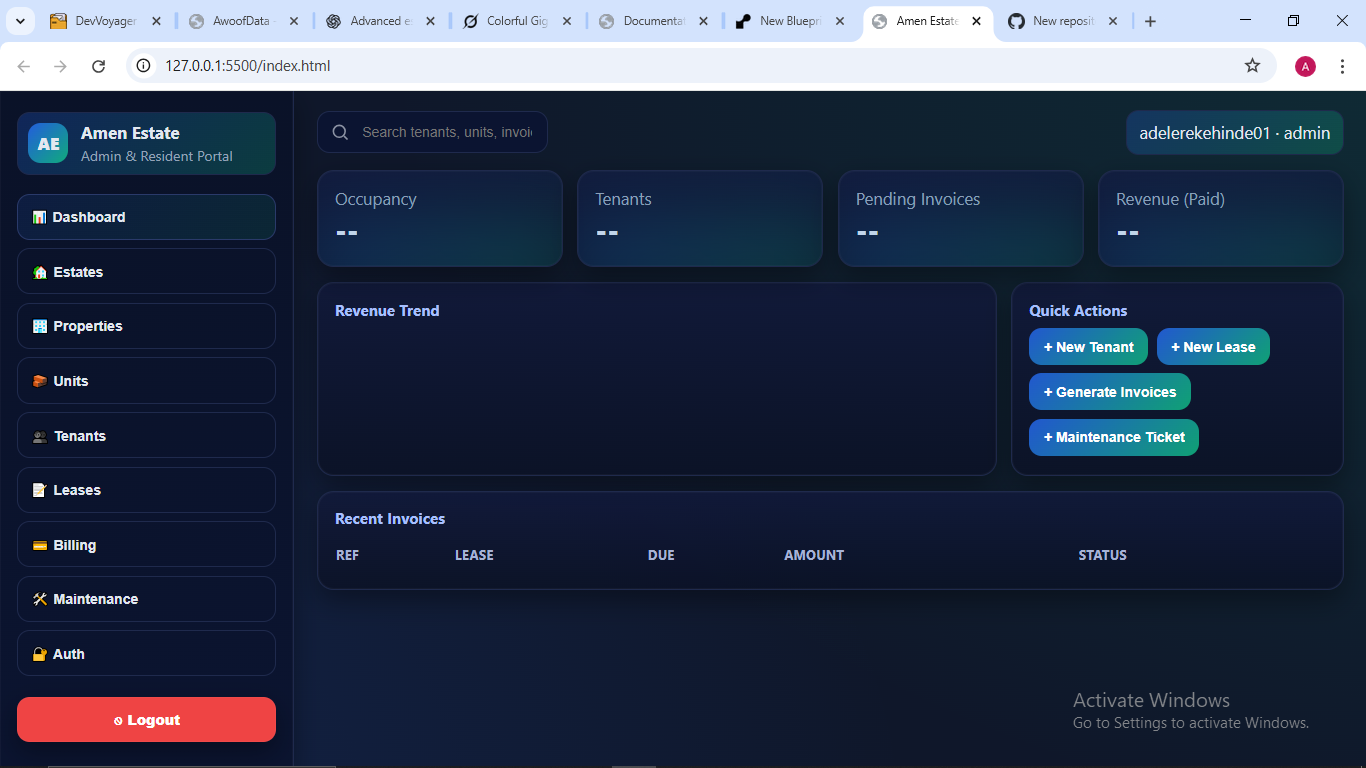 DevVoyager
AwoofData -
Advanced e
Colorful Gig
Documentat
New Bluepri
Amen Estate
New reposit
127.0.0.1:5500/index.html
A
AE
Amen Estate
Admin & Resident Portal
Search tenants, units, invoi
adelerekehinde01 · admin
Dashboard
Estates
Properties
Units
Tenants
Leases
Billing
Maintenance
Auth
Logout
Occupancy
--
Tenants
--
Pending Invoices
--
Revenue (Paid)
--
Revenue Trend
Quick Actions
+ New Tenant
+ New Lease
+ Generate Invoices
+ Maintenance Ticket
Recent Invoices
REF LEASE DUE AMOUNT STATUS
Activate Windows
Go to Settings to activate Windows.